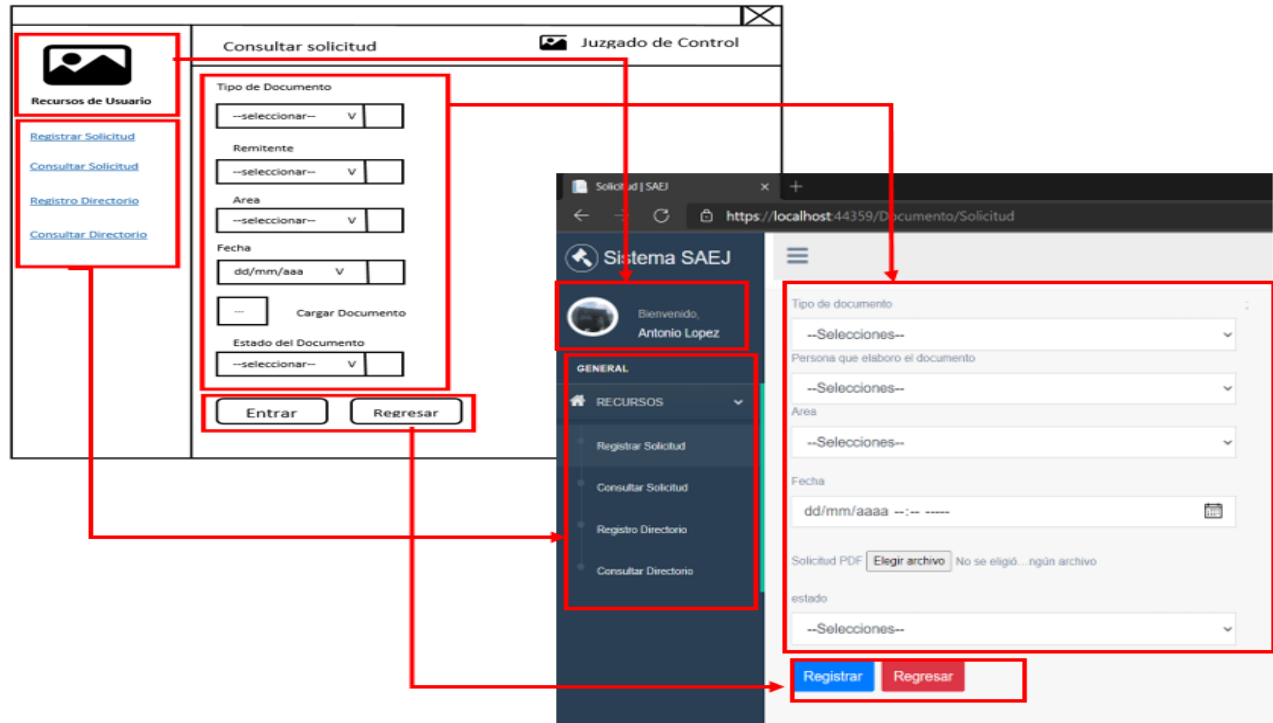 Consultar solicitud
Juzgado de Control
Recursos de Usuario
Registrar Solicitud
Consultar Solicitud
Registro Directorio
Consultar Directorio
Tipo de Documento
--seleccionar-- V
Remitente
--seleccionar-- V
Area
--seleccionar-- V
Fecha
dd/mm/aaa V
... Cargar Documento
Estado del Documento
--seleccionar-- V
Entrar
Regresar
Solicitud | SAEJ
https://localhost:44359/Documento/Solicitud
Sistema SAEJ
Bienvenido,
Antonio Lopez
GENERAL
RECURSOS
Registrar Solicitud
Consultar Solicitud
Registro Directorio
Consultar Directorio
Tipo de documento :
--Selecciones--
Persona que elaboro el documento
--Selecciones--
Area
--Selecciones--
Fecha
dd/mm/aaaa --:-- -----
Solicitud PDF Elegir archivo No se eligió...ngún archivo
estado
--Selecciones--
Registrar
Regresar